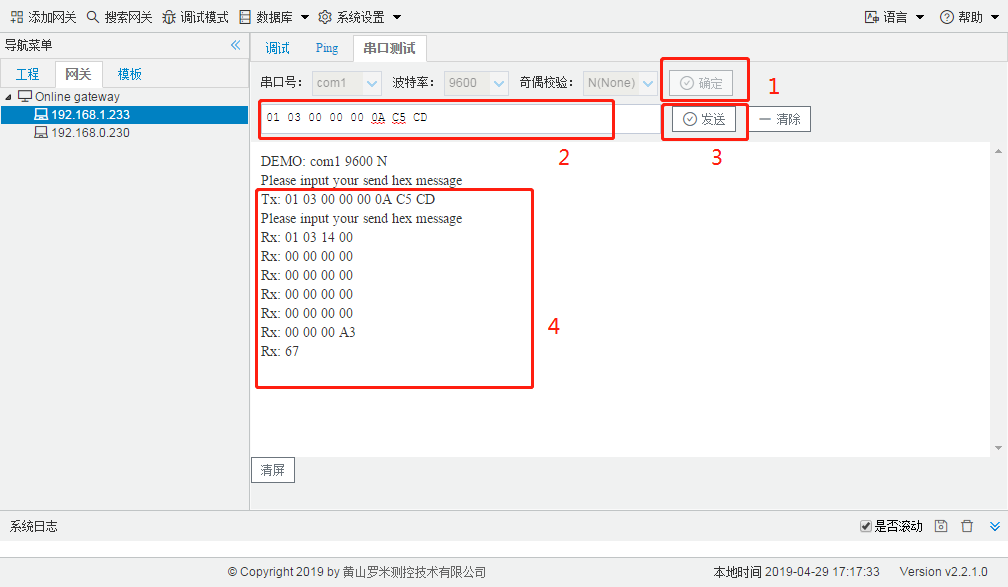 添加网关 搜索网关 调试模式 数据库 系统设置 语言 帮助
导航菜单
调试 Ping 串口测试
工程 网关 模板
串口号: com1 波特率: 9600 奇偶校验: N(None) 确定 1
Online gateway
192.168.1.233
192.168.0.230
01 03 00 00 00 0A C5 CD 发送 清除
2 3
DEMO: com1 9600 N
Please input your send hex message
Tx: 01 03 00 00 00 0A C5 CD
Please input your send hex message
Rx: 01 03 14 00
Rx: 00 00 00 00
Rx: 00 00 00 00
Rx: 00 00 00 00
Rx: 00 00 00 00
Rx: 00 00 00 A3
Rx: 67
4
清屏
系统日志 是否滚动
© Copyright 2019 by 黄山罗米测控技术有限公司 本地时间 2019-04-29 17:17:33 Version v2.2.1.0